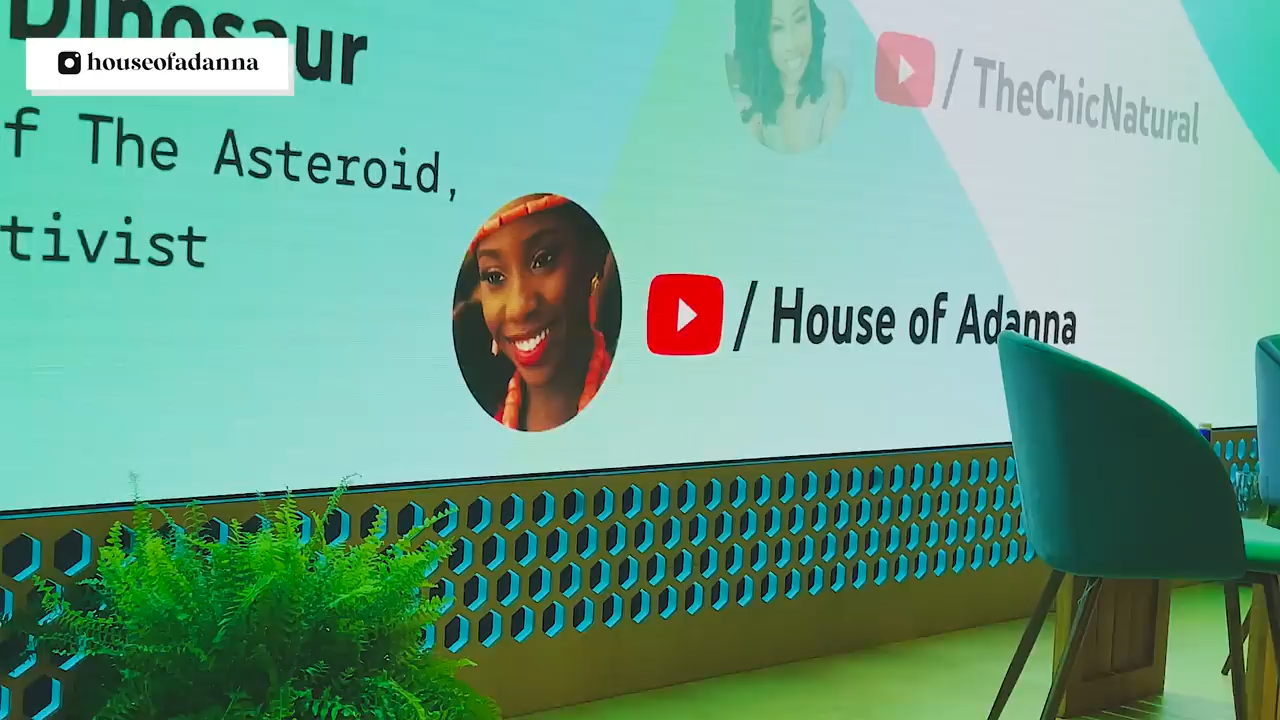 Dinosaur
houseofadanna
f The Asteroid,
tivist
/ TheChicNatural
/ House of Adanna